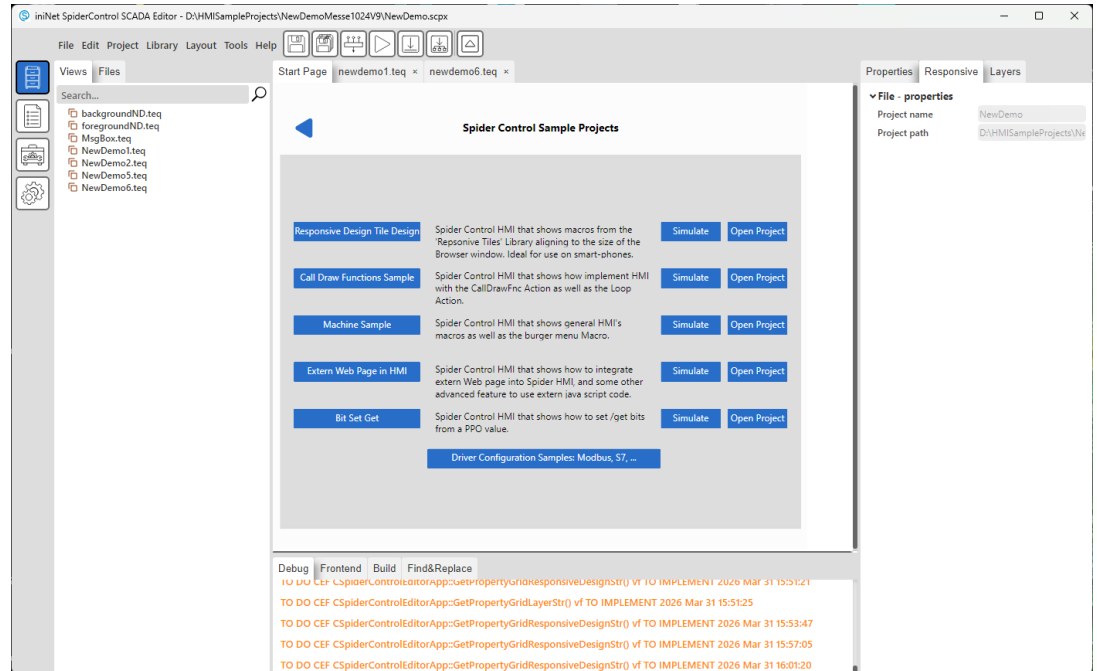 iniNet SpiderControl SCADA Editor - D:\HMISampleProjects\NewDemoMesse1024V9\NewDemo.scpx
File Edit Project Library Layout Tools Help
Views Files
Search...
backgroundND.teq
foregroundND.teq
MsgBox.teq
NewDemo1.teq
NewDemo2.teq
NewDemo5.teq
NewDemo6.teq
Start Page newdemo1.teq × newdemo6.teq ×
Spider Control Sample Projects
Responsive Design Tile Design
Spider Control HMI that shows macros from the
'Repsonive Tiles' Library aligning to the size of the
Browser window. Ideal for use on smart-phones.
Simulate Open Project
Call Draw Functions Sample
Spider Control HMI that shows how implement HMI
with the CallDrawFnc Action as well as the Loop
Action.
Simulate Open Project
Machine Sample
Spider Control HMI that shows general HMI's
macros as well as the burger menu Macro.
Simulate Open Project
Extern Web Page in HMI
Spider Control HMI that shows how to integrate
extern Web page into Spider HMI, and some other
advanced feature to use extern java script code.
Simulate Open Project
Bit Set Get
Spider Control HMI that shows how to set /get bits
from a PPO value.
Simulate Open Project
Driver Configuration Samples: Modbus, S7, ...
Debug Frontend Build Find&Replace
TO DO CEF CSpiderControlEditorApp::GetPropertyGridResponsiveDesignStr() vf TO IMPLEMENT 2026 Mar 31 15:51:21
TO DO CEF CSpiderControlEditorApp::GetPropertyGridLayerStr() vf TO IMPLEMENT 2026 Mar 31 15:51:25
TO DO CEF CSpiderControlEditorApp::GetPropertyGridResponsiveDesignStr() vf TO IMPLEMENT 2026 Mar 31 15:53:47
TO DO CEF CSpiderControlEditorApp::GetPropertyGridResponsiveDesignStr() vf TO IMPLEMENT 2026 Mar 31 15:57:05
TO DO CEF CSpiderControlEditorApp::GetPropertyGridResponsiveDesignStr() vf TO IMPLEMENT 2026 Mar 31 16:01:20
Properties Responsive Layers
File - properties
Project name NewDemo
Project path D:\HMISampleProjects\Ne